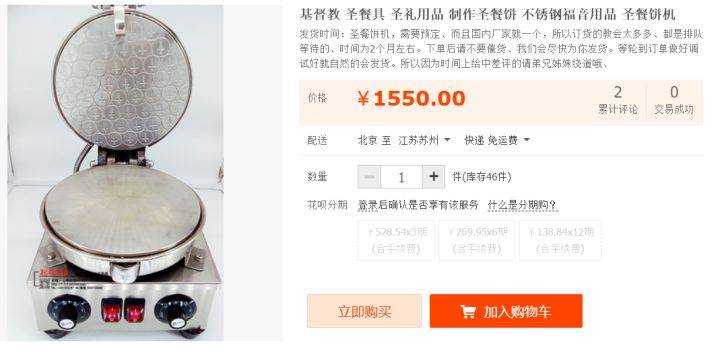 基督教 圣餐具 圣礼用品 制作圣餐饼 不锈钢福音用品 圣餐饼机
发货时间：圣餐饼机，需要预定、而且国内厂家就一个，所以订货的教会太多多、都是排队
等待的、时间为2个月左右。下单后请不要催货、我们会尽快为你发货。等轮到订单做好调
试好就自然的会发货。所以因为时间上给中差评的请弟兄姊妹绕道哦、
价格 ￥1550.00 2 累计评论 0 交易成功
配送 北京 至 江苏苏州 快递 免运费
数量 − 1 + 件(库存46件)
花呗分期 登录后确认是否享有该服务 什么是分期购？
￥528.54x3期 ￥269.95x6期 ￥138.84x12期
(含手续费) (含手续费) (含手续费)
立即购买 加入购物车